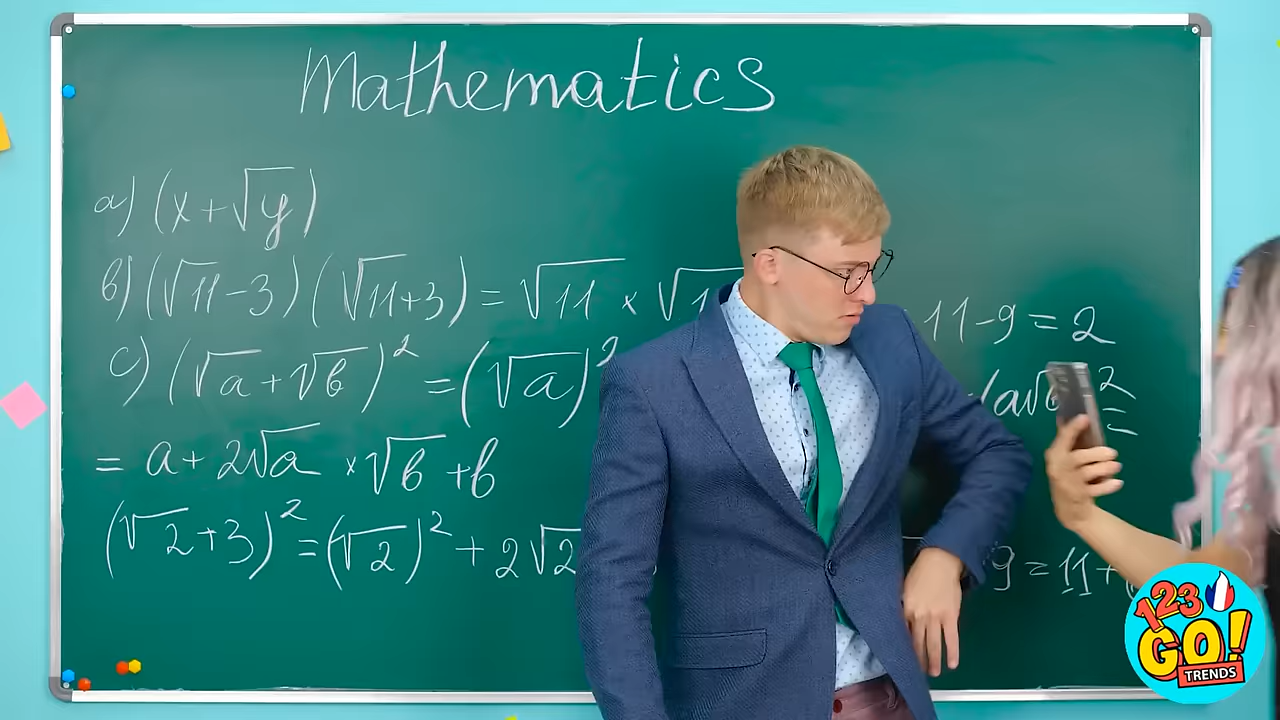 Mathematics
a) (x+√y)
в) (√11-3)(√11+3)=√11 × √1 11-9=2
c) (√a+√в)²=(√a)² (a√в ²=
= a+2√a ×√в +в
(√2+3)²=(√2)²+2√2 9=11+
123
GO!
TRENDS